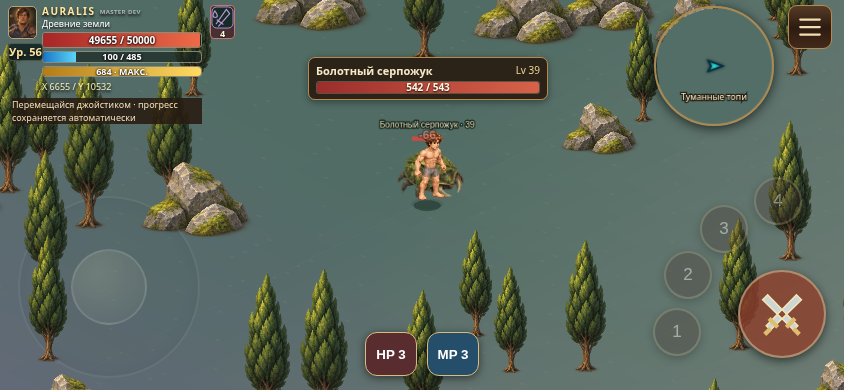 AURALIS MASTER DEV
Древние земли
49655 / 50000
Ур. 56
100 / 485
684 · МАКС.
X 6655 / Y 10532
Перемещайся джойстиком · прогресс
сохраняется автоматически
4
Болотный серпожук Lv 39
542 / 543
Болотный серпожук · 39
-66
Туманные топи
4
3
2
1
HP 3
MP 3